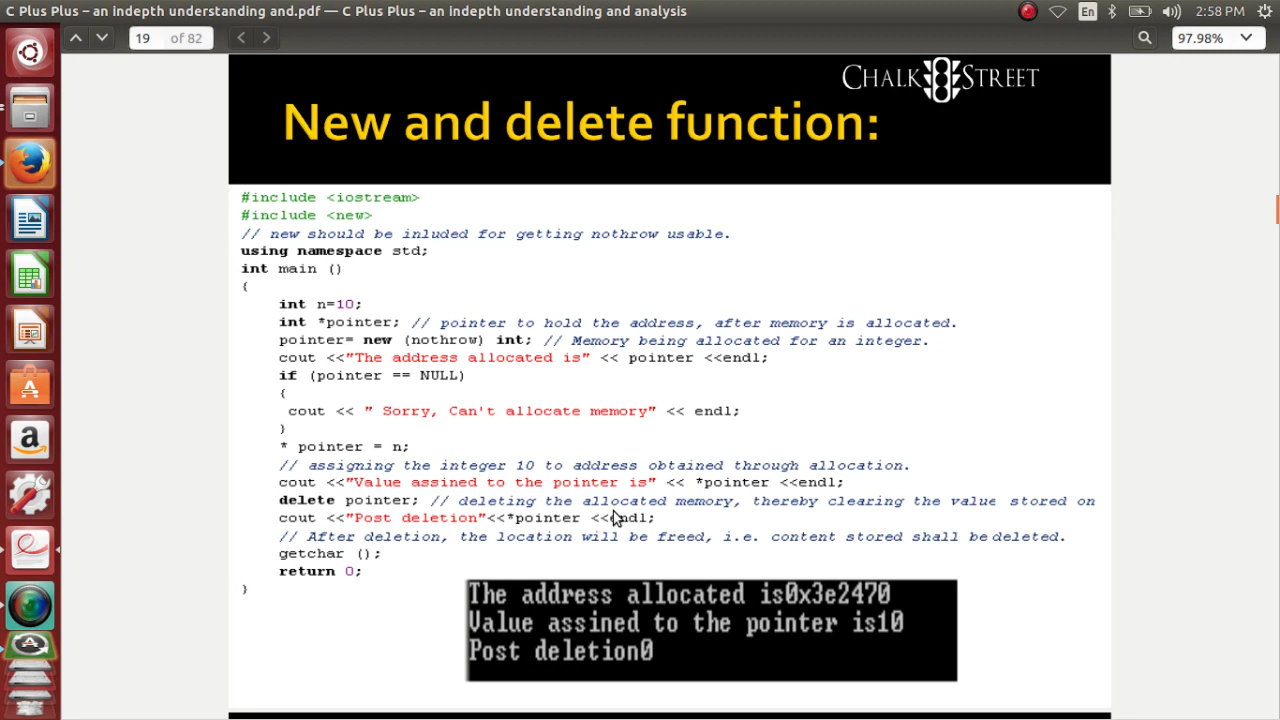 C Plus Plus – an indepth understanding and.pdf — C Plus Plus – an indepth understanding and analysis
En
2:58 PM
19 of 82
97.98%
CHALK STREET
New and delete function:
#include <iostream>
#include <new>
// new should be inluded for getting nothrow usable.
using namespace std;
int main ()
{
int n=10;
int *pointer; // pointer to hold the address, after memory is allocated.
pointer= new (nothrow) int; // Memory being allocated for an integer.
cout <<"The address allocated is" << pointer <<endl;
if (pointer == NULL)
{
cout << " Sorry, Can't allocate memory" << endl;
}
* pointer = n;
// assigning the integer 10 to address obtained through allocation.
cout <<"Value assined to the pointer is" << *pointer <<endl;
delete pointer; // deleting the allocated memory, thereby clearing the value stored on
cout <<"Post deletion"<<*pointer <<endl;
// After deletion, the location will be freed, i.e. content stored shall be deleted.
getchar ();
return 0;
}
The address allocated is0x3e2470
Value assined to the pointer is10
Post deletion0